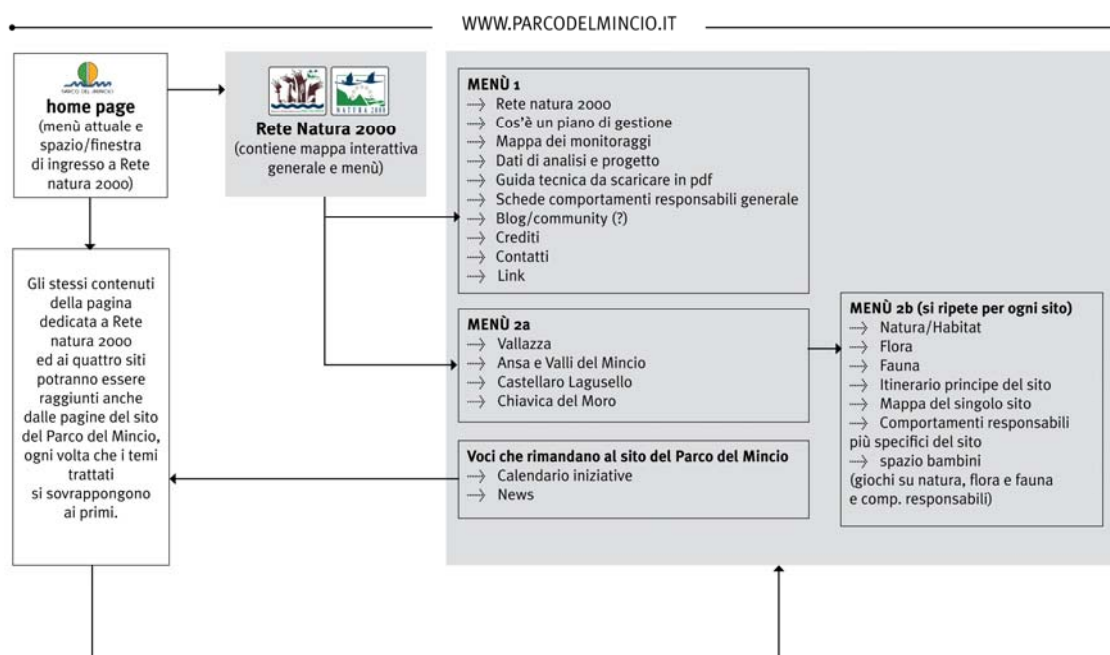 WWW.PARCODELMINCIO.IT
PARCO DEL MINCIO
home page
(menù attuale e
spazio/finestra
di ingresso a Rete
natura 2000)
NATURA 2000
Rete Natura 2000
(contiene mappa interattiva
generale e menù)
MENÙ 1
Rete natura 2000
Cos'è un piano di gestione
Mappa dei monitoraggi
Dati di analisi e progetto
Guida tecnica da scaricare in pdf
Schede comportamenti responsabili generale
Blog/community (?)
Crediti
Contatti
Link
Gli stessi contenuti
della pagina
dedicata a Rete
natura 2000
ed ai quattro siti
potranno essere
raggiunti anche
dalle pagine del sito
del Parco del Mincio,
ogni volta che i temi
trattati
si sovrappongono
ai primi.
MENÙ 2a
Vallazza
Ansa e Valli del Mincio
Castellaro Lagusello
Chiavica del Moro
MENÙ 2b (si ripete per ogni sito)
Natura/Habitat
Flora
Fauna
Itinerario principe del sito
Mappa del singolo sito
Comportamenti responsabili
più specifici del sito
spazio bambini
(giochi su natura, flora e fauna
e comp. responsabili)
Voci che rimandano al sito del Parco del Mincio
Calendario iniziative
News